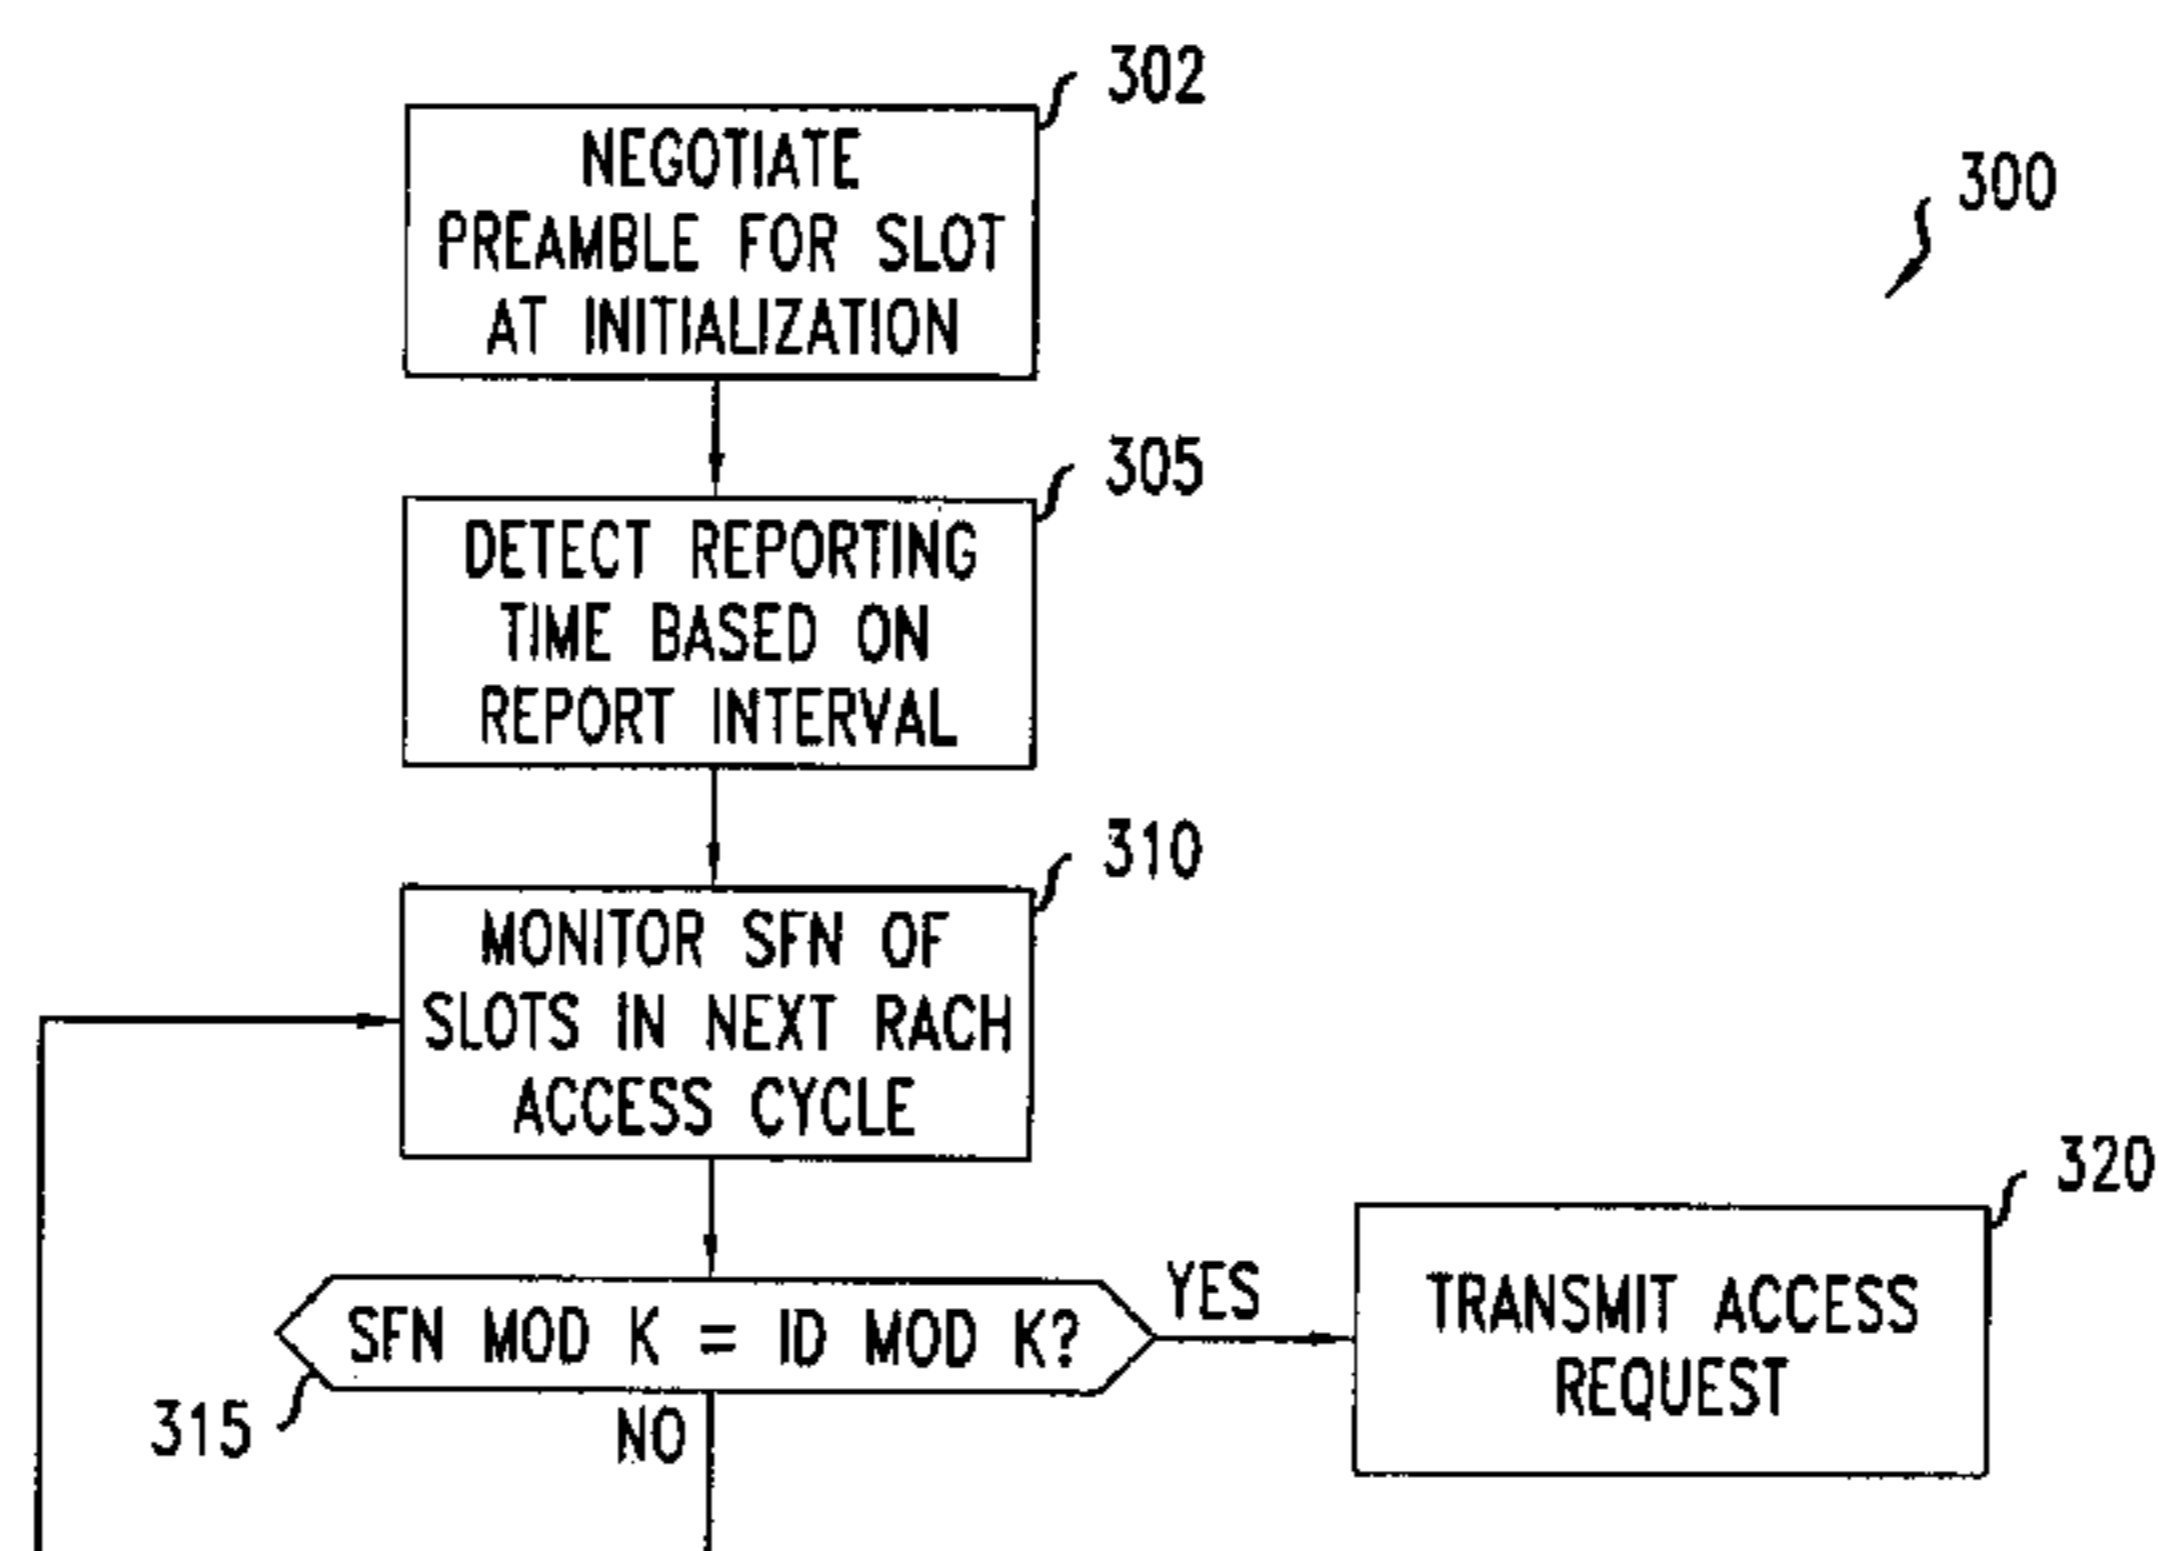 302
NEGOTIATE
PREAMBLE FOR SLOT
AT INITIALIZATION
300
305
DETECT REPORTING
TIME BASED ON
REPORT INTERVAL
310
MONITOR SFN OF
SLOTS IN NEXT RACH
ACCESS CYCLE
320
SFN MOD K = ID MOD K?
YES
TRANSMIT ACCESS
REQUEST
315
NO